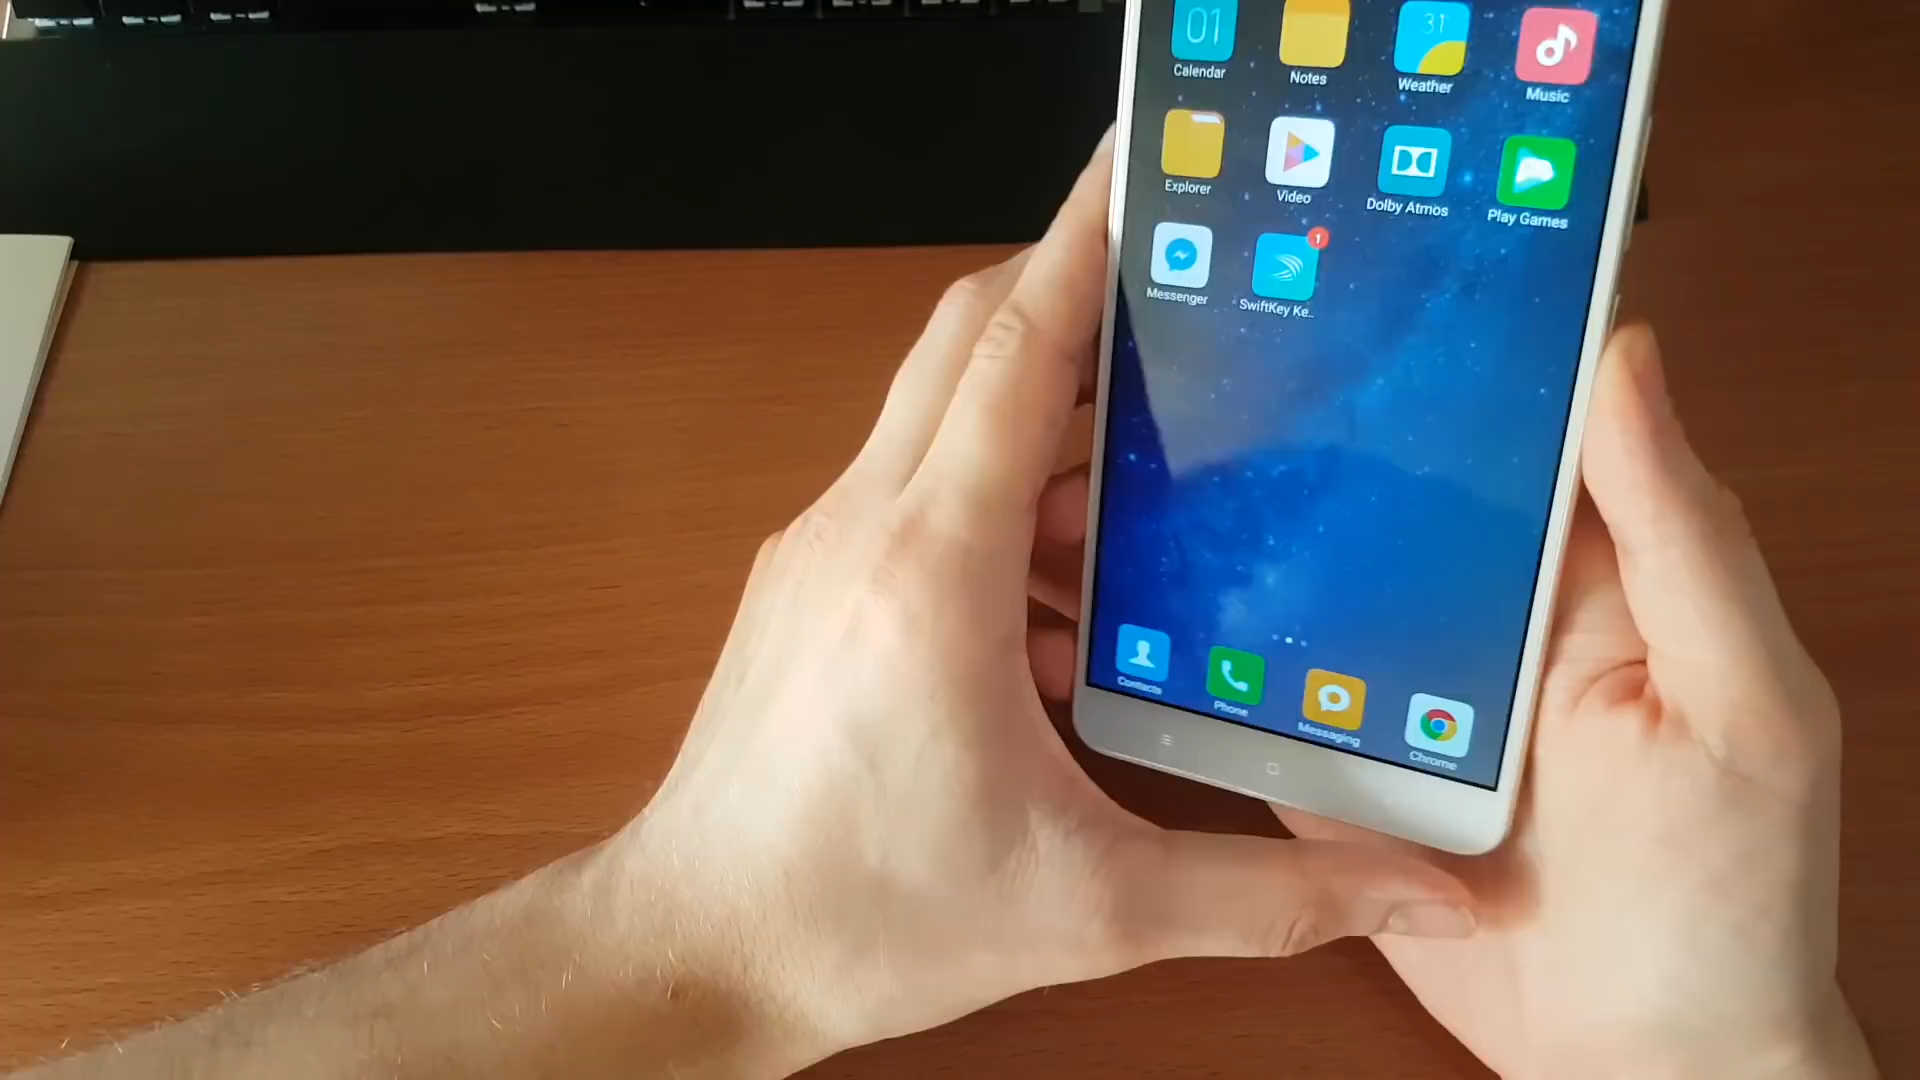 01
31
Calendar
Notes
Weather
Music
Explorer
Video
Dolby Atmos
Play Games
1
Messenger
SwiftKey Ke..
Contacts
Phone
Messaging
Chrome